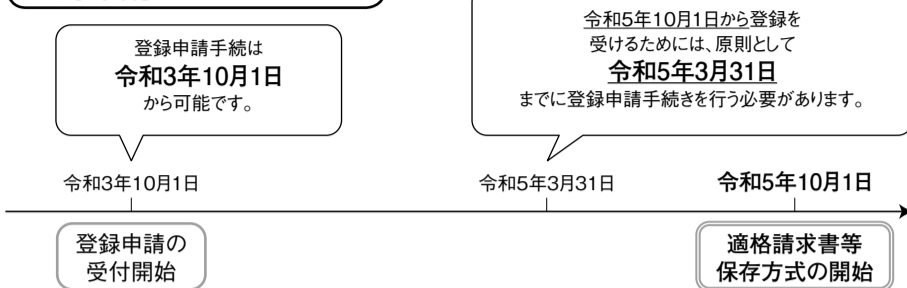 登録申請手続は
令和3年10月1日
から可能です。
令和5年10月1日から登録を
受けるためには、原則として
令和5年3月31日
までに登録申請手続きを行う必要があります。
令和3年10月1日
令和5年3月31日
令和5年10月1日
登録申請の
受付開始
適格請求書等
保存方式の開始